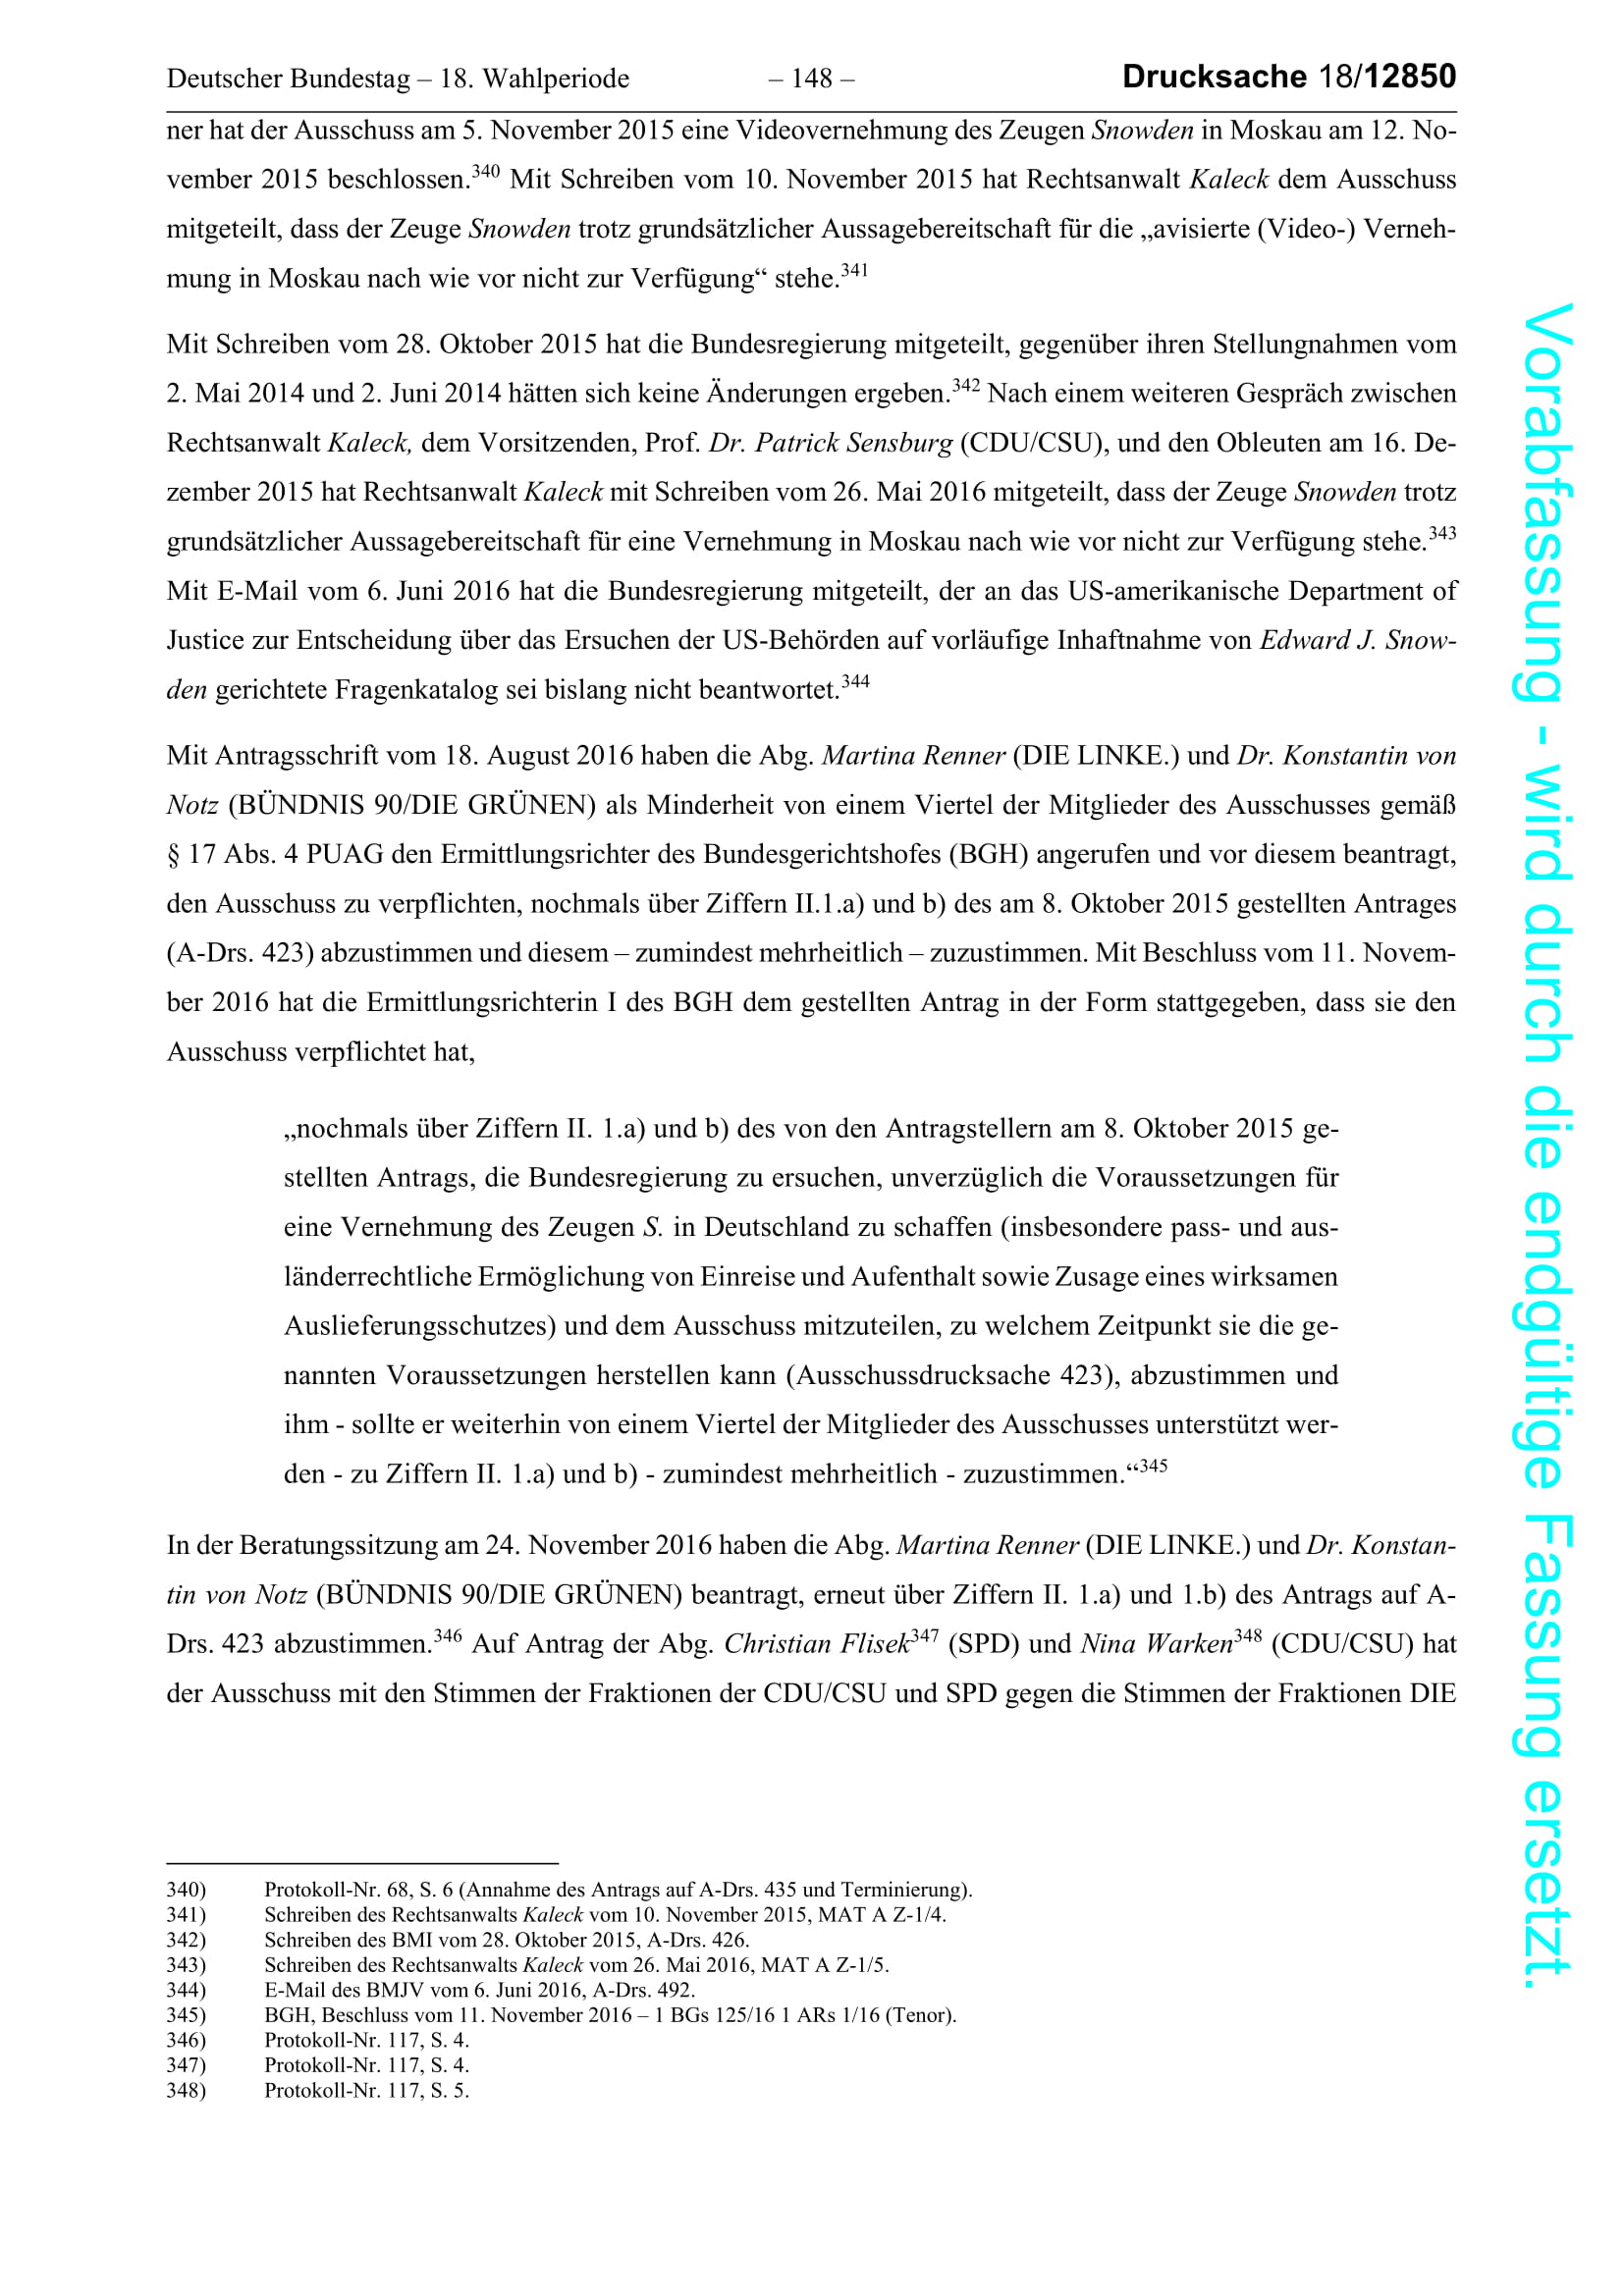 Deutscher Bundestag – 18. Wahlperiode – 148 – Drucksache 18/12850
ner hat der Ausschuss am 5. November 2015 eine Videovernehmung des Zeugen Snowden in Moskau am 12. No-
vember 2015 beschlossen.340 Mit Schreiben vom 10. November 2015 hat Rechtsanwalt Kaleck dem Ausschuss
mitgeteilt, dass der Zeuge Snowden trotz grundsätzlicher Aussagebereitschaft für die „avisierte (Video-) Verneh-
mung in Moskau nach wie vor nicht zur Verfügung“ stehe.341
Mit Schreiben vom 28. Oktober 2015 hat die Bundesregierung mitgeteilt, gegenüber ihren Stellungnahmen vom
2. Mai 2014 und 2. Juni 2014 hätten sich keine Änderungen ergeben.342 Nach einem weiteren Gespräch zwischen
Rechtsanwalt Kaleck, dem Vorsitzenden, Prof. Dr. Patrick Sensburg (CDU/CSU), und den Obleuten am 16. De-
zember 2015 hat Rechtsanwalt Kaleck mit Schreiben vom 26. Mai 2016 mitgeteilt, dass der Zeuge Snowden trotz
grundsätzlicher Aussagebereitschaft für eine Vernehmung in Moskau nach wie vor nicht zur Verfügung stehe.343
Mit E-Mail vom 6. Juni 2016 hat die Bundesregierung mitgeteilt, der an das US-amerikanische Department of
Justice zur Entscheidung über das Ersuchen der US-Behörden auf vorläufige Inhaftnahme von Edward J. Snow-
den gerichtete Fragenkatalog sei bislang nicht beantwortet.344
Mit Antragsschrift vom 18. August 2016 haben die Abg. Martina Renner (DIE LINKE.) und Dr. Konstantin von
Notz (BÜNDNIS 90/DIE GRÜNEN) als Minderheit von einem Viertel der Mitglieder des Ausschusses gemäß
§ 17 Abs. 4 PUAG den Ermittlungsrichter des Bundesgerichtshofes (BGH) angerufen und vor diesem beantragt,
den Ausschuss zu verpflichten, nochmals über Ziffern II.1.a) und b) des am 8. Oktober 2015 gestellten Antrages
(A-Drs. 423) abzustimmen und diesem – zumindest mehrheitlich – zuzustimmen. Mit Beschluss vom 11. Novem-
ber 2016 hat die Ermittlungsrichterin I des BGH dem gestellten Antrag in der Form stattgegeben, dass sie den
Ausschuss verpflichtet hat,
„nochmals über Ziffern II. 1.a) und b) des von den Antragstellern am 8. Oktober 2015 ge-
stellten Antrags, die Bundesregierung zu ersuchen, unverzüglich die Voraussetzungen für
eine Vernehmung des Zeugen S. in Deutschland zu schaffen (insbesondere pass- und aus-
länderrechtliche Ermöglichung von Einreise und Aufenthalt sowie Zusage eines wirksamen
Auslieferungsschutzes) und dem Ausschuss mitzuteilen, zu welchem Zeitpunkt sie die ge-
nannten Voraussetzungen herstellen kann (Ausschussdrucksache 423), abzustimmen und
ihm - sollte er weiterhin von einem Viertel der Mitglieder des Ausschusses unterstützt wer-
den - zu Ziffern II. 1.a) und b) - zumindest mehrheitlich - zuzustimmen.“345
In der Beratungssitzung am 24. November 2016 haben die Abg. Martina Renner (DIE LINKE.) und Dr. Konstan-
tin von Notz (BÜNDNIS 90/DIE GRÜNEN) beantragt, erneut über Ziffern II. 1.a) und 1.b) des Antrags auf A-
Drs. 423 abzustimmen.346 Auf Antrag der Abg. Christian Flisek347 (SPD) und Nina Warken348 (CDU/CSU) hat
der Ausschuss mit den Stimmen der Fraktionen der CDU/CSU und SPD gegen die Stimmen der Fraktionen DIE
340) Protokoll-Nr. 68, S. 6 (Annahme des Antrags auf A-Drs. 435 und Terminierung).
341) Schreiben des Rechtsanwalts Kaleck vom 10. November 2015, MAT A Z-1/4.
342) Schreiben des BMI vom 28. Oktober 2015, A-Drs. 426.
343) Schreiben des Rechtsanwalts Kaleck vom 26. Mai 2016, MAT A Z-1/5.
344) E-Mail des BMJV vom 6. Juni 2016, A-Drs. 492.
345) BGH, Beschluss vom 11. November 2016 – 1 BGs 125/16 1 ARs 1/16 (Tenor).
346) Protokoll-Nr. 117, S. 4.
347) Protokoll-Nr. 117, S. 4.
348) Protokoll-Nr. 117, S. 5.
Vorabfassung - wird durch die endgültige Fassung ersetzt.